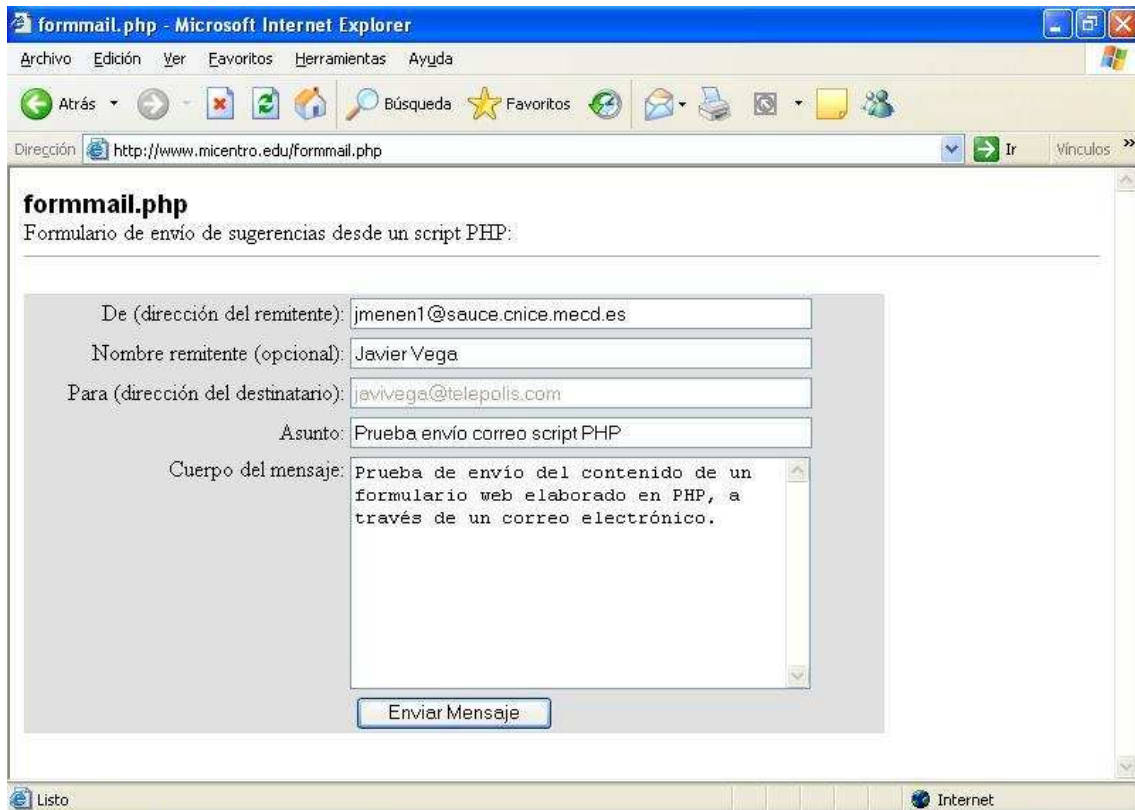 formmail.php - Microsoft Internet Explorer
Archivo Edición Ver Favoritos Herramientas Ayuda
Atrás Búsqueda Favoritos
Dirección http://www.micentro.edu/formmail.php Ir Vínculos »
formmail.php
Formulario de envío de sugerencias desde un script PHP:
De (dirección del remitente): jmenen1@sauce.cnice.mecd.es
Nombre remitente (opcional): Javier Vega
Para (dirección del destinatario): javivega@telepolis.com
Asunto: Prueba envío correo script PHP
Cuerpo del mensaje: Prueba de envío del contenido de un
formulario web elaborado en PHP, a
través de un correo electrónico.
Enviar Mensaje
Listo Internet